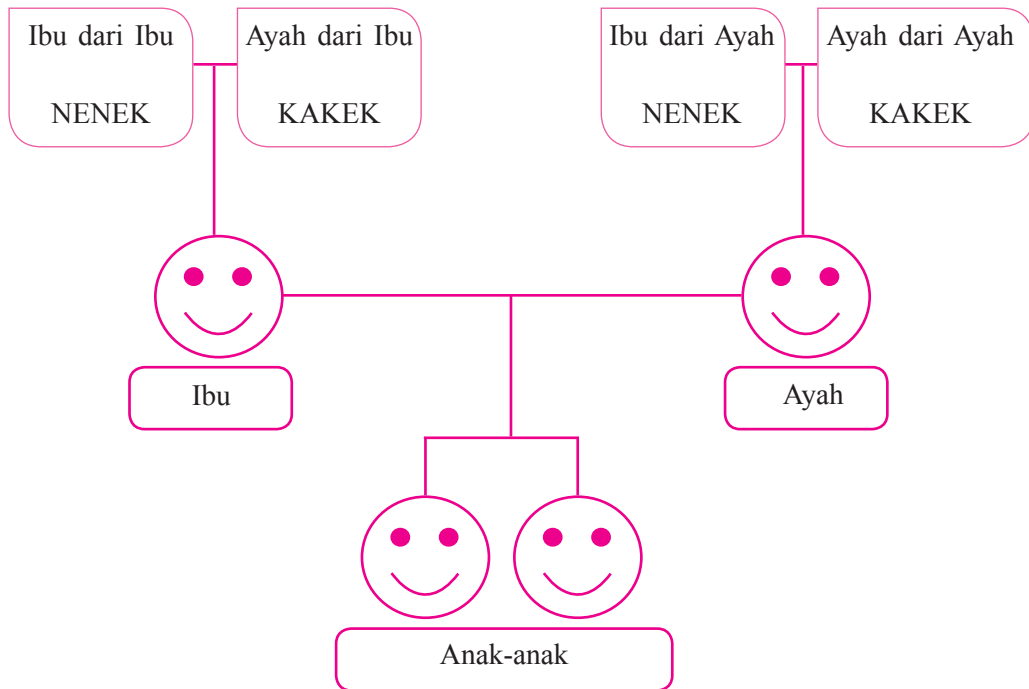 Ibu dari Ibu
NENEK
Ayah dari Ibu
KAKEK
Ibu dari Ayah
NENEK
Ayah dari Ayah
KAKEK
Ibu
Ayah
Anak-anak